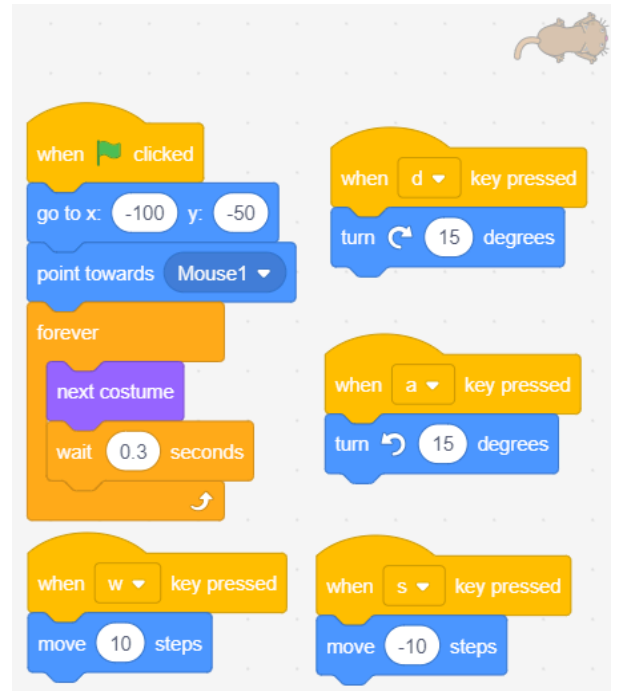 when clicked
go to x: -100 y: -50
point towards Mouse1
forever
next costume
wait 0.3 seconds
when d key pressed
turn 15 degrees
when a key pressed
turn 15 degrees
when w key pressed
move 10 steps
when s key pressed
move -10 steps